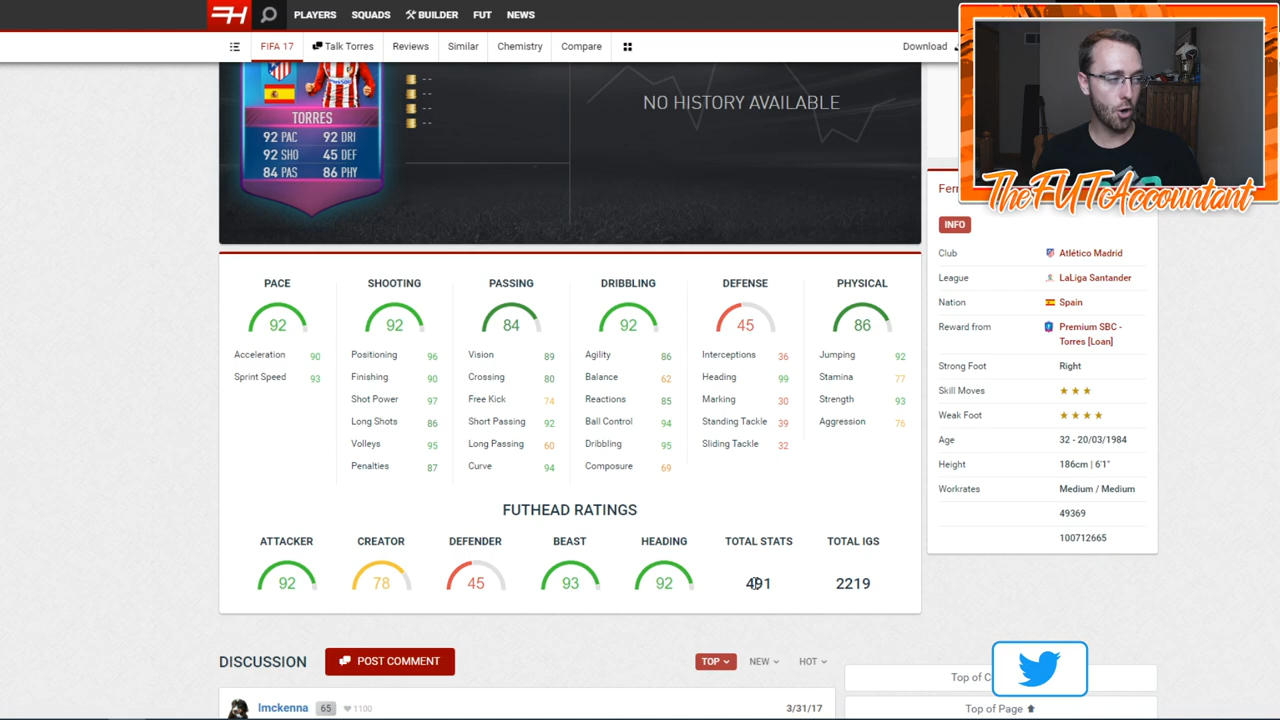 FH PLAYERS SQUADS BUILDER FUT NEWS
FIFA 17 Talk Torres Reviews Similar Chemistry Compare Download
TORRES
92 PAC 92 DRI
92 SHO 45 DEF
84 PAS 86 PHY
--
--
--
--
NO HISTORY AVAILABLE
TheFUTAccountant
PACE SHOOTING PASSING DRIBBLING DEFENSE PHYSICAL
92 92 84 92 45 86
Acceleration 90 Positioning 96 Vision 89 Agility 86 Interceptions 36 Jumping 92
Sprint Speed 93 Finishing 90 Crossing 80 Balance 62 Heading 99 Stamina 77
Shot Power 97 Free Kick 74 Reactions 85 Marking 30 Strength 93
Long Shots 86 Short Passing 92 Ball Control 94 Standing Tackle 39 Aggression 76
Volleys 95 Long Passing 60 Dribbling 95 Sliding Tackle 32
Penalties 87 Curve 94 Composure 69
FUTHEAD RATINGS
ATTACKER CREATOR DEFENDER BEAST HEADING TOTAL STATS TOTAL IGS
92 78 45 93 92 491 2219
INFO
Club Atlético Madrid
League LaLiga Santander
Nation Spain
Reward from Premium SBC -
Torres [Loan]
Strong Foot Right
Skill Moves ★ ★ ★
Weak Foot ★ ★ ★ ★
Age 32 - 20/03/1984
Height 186cm | 6'1"
Workrates Medium / Medium
49369
100712665
DISCUSSION POST COMMENT TOP NEW HOT
lmckenna 65 1100 3/31/17
Top of
Top of Page